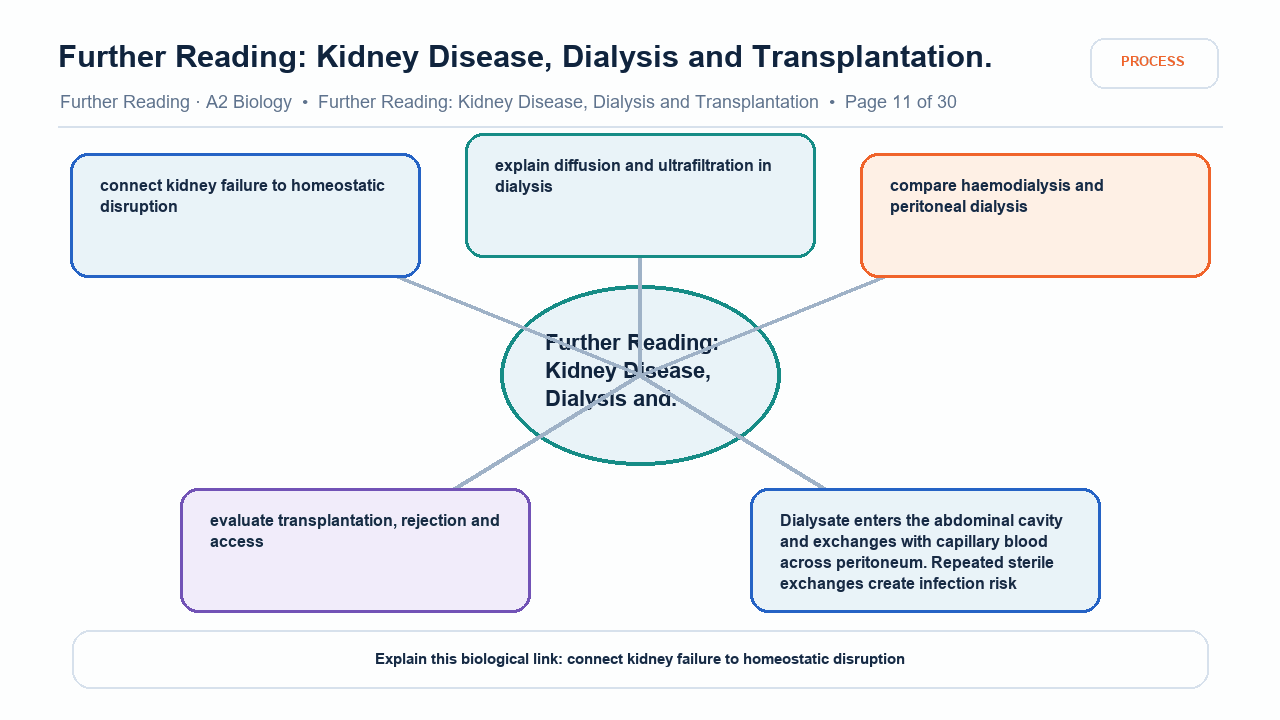 Further Reading: Kidney Disease, Dialysis and Transplantation.
PROCESS
Further Reading · A2 Biology • Further Reading: Kidney Disease, Dialysis and Transplantation • Page 11 of 30
connect kidney failure to homeostatic
disruption
explain diffusion and ultrafiltration in
dialysis
compare haemodialysis and
peritoneal dialysis
Further Reading:
Kidney Disease,
Dialysis and.
evaluate transplantation, rejection and
access
Dialysate enters the abdominal cavity
and exchanges with capillary blood
across peritoneum. Repeated sterile
exchanges create infection risk
Explain this biological link: connect kidney failure to homeostatic disruption